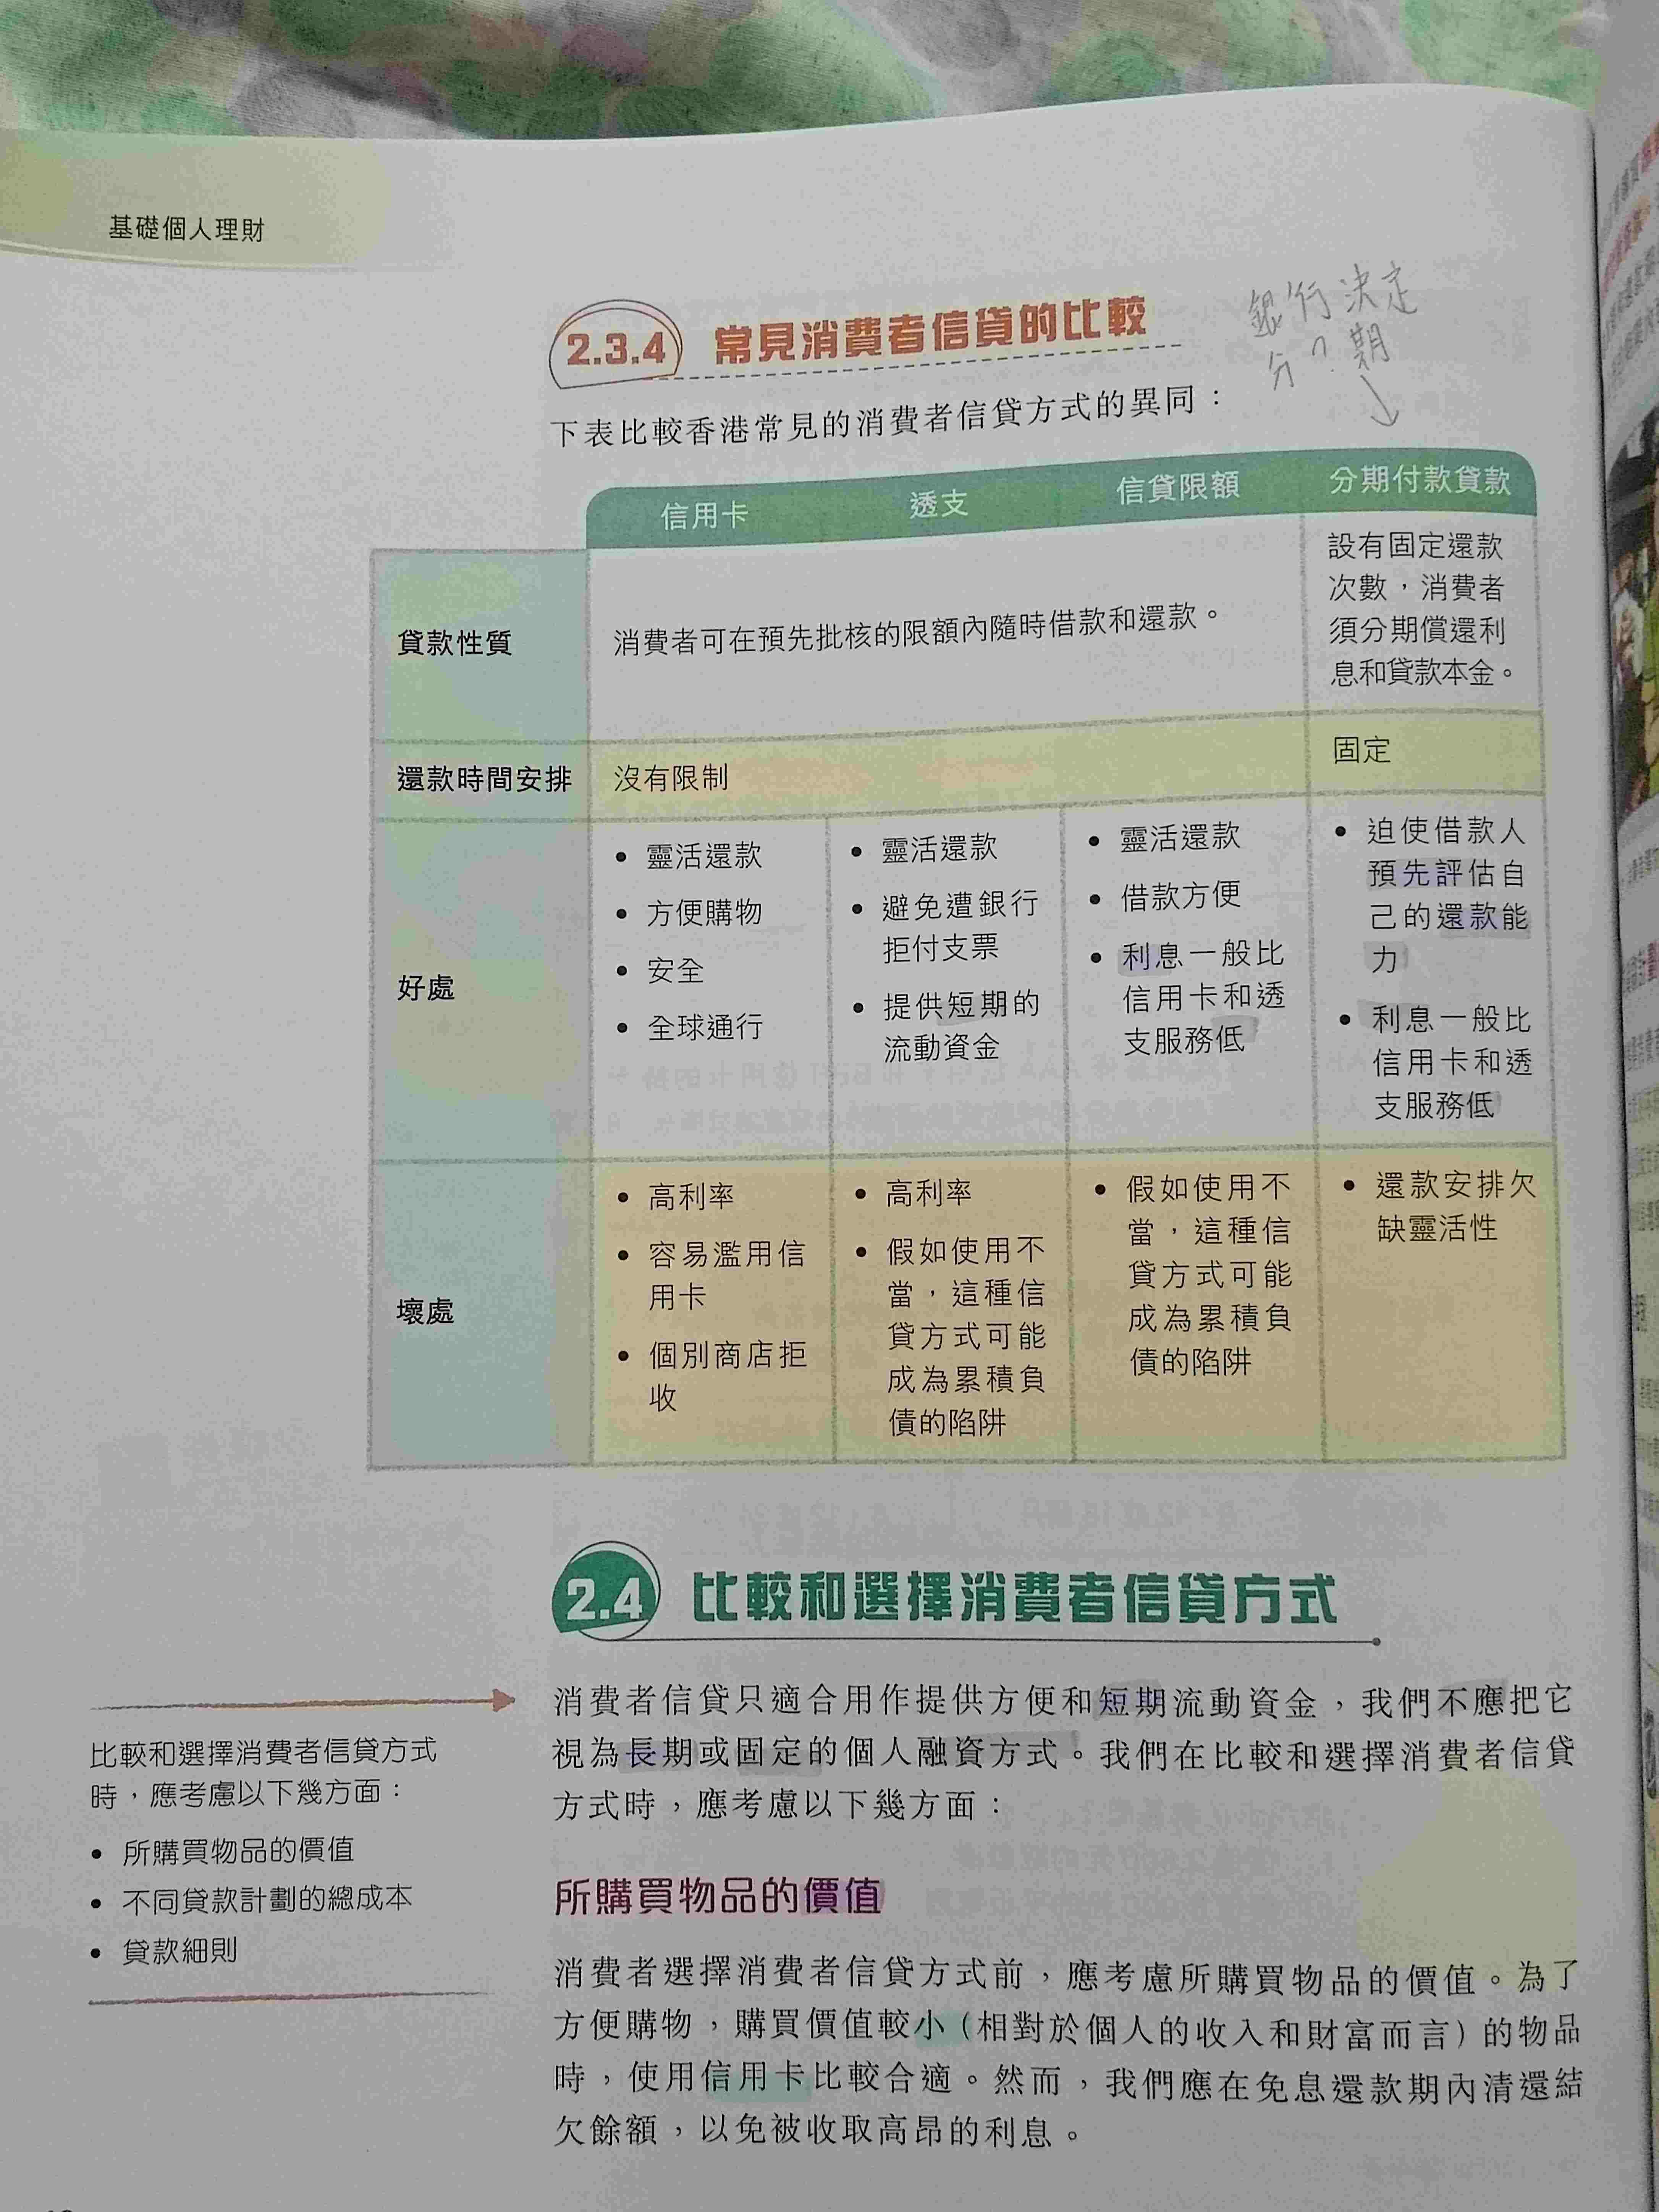 基礎個人理財
2.3.4 常見消費者信貸的比較
銀行決定
分?期
下表比較香港常見的消費者信貸方式的異同：
信用卡 透支 信貸限額 分期付款貸款
貸款性質
消費者可在預先批核的限額內隨時借款和還款。
設有固定還款
次數，消費者
須分期償還利
息和貸款本金。
還款時間安排
沒有限制
固定
好處
• 靈活還款
• 方便購物
• 安全
• 全球通行
• 靈活還款
• 避免遭銀行
拒付支票
• 提供短期的
流動資金
• 靈活還款
• 借款方便
• 利息一般比
信用卡和透
支服務低
• 迫使借款人
預先評估自
己的還款能
力
• 利息一般比
信用卡和透
支服務低
壞處
• 高利率
• 容易濫用信
用卡
• 個別商店拒
收
• 高利率
• 假如使用不
當，這種信
貸方式可能
成為累積負
債的陷阱
• 假如使用不
當，這種信
貸方式可能
成為累積負
債的陷阱
• 還款安排欠
缺靈活性
2.4 比較和選擇消費者信貸方式
消費者信貸只適合用作提供方便和短期流動資金，我們不應把它
視為長期或固定的個人融資方式。我們在比較和選擇消費者信貸
方式時，應考慮以下幾方面：
比較和選擇消費者信貸方式
時，應考慮以下幾方面：
• 所購買物品的價值
• 不同貸款計劃的總成本
• 貸款細則
所購買物品的價值
消費者選擇消費者信貸方式前，應考慮所購買物品的價值。為了
方便購物，購買價值較小（相對於個人的收入和財富而言）的物品
時，使用信用卡比較合適。然而，我們應在免息還款期內清還結
欠餘額，以免被收取高昂的利息。